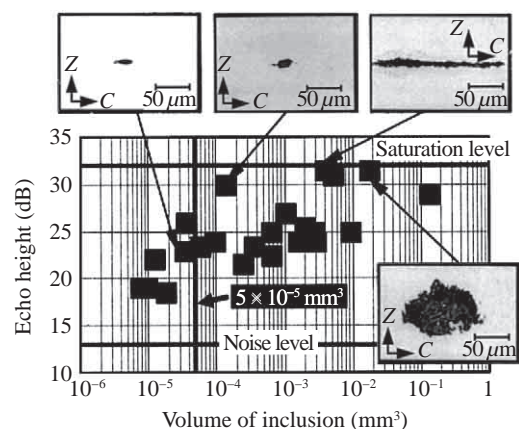 Z
C
50 μm
Z
C
50 μm
Z
C
50 μm
35
30
25
20
15
10
Echo height (dB)
Saturation level
5 × 10⁻⁵ mm³
Noise level
Z
C
50 μm
10⁻⁶ 10⁻⁵ 10⁻⁴ 10⁻³ 10⁻² 10⁻¹ 1
Volume of inclusion (mm³)